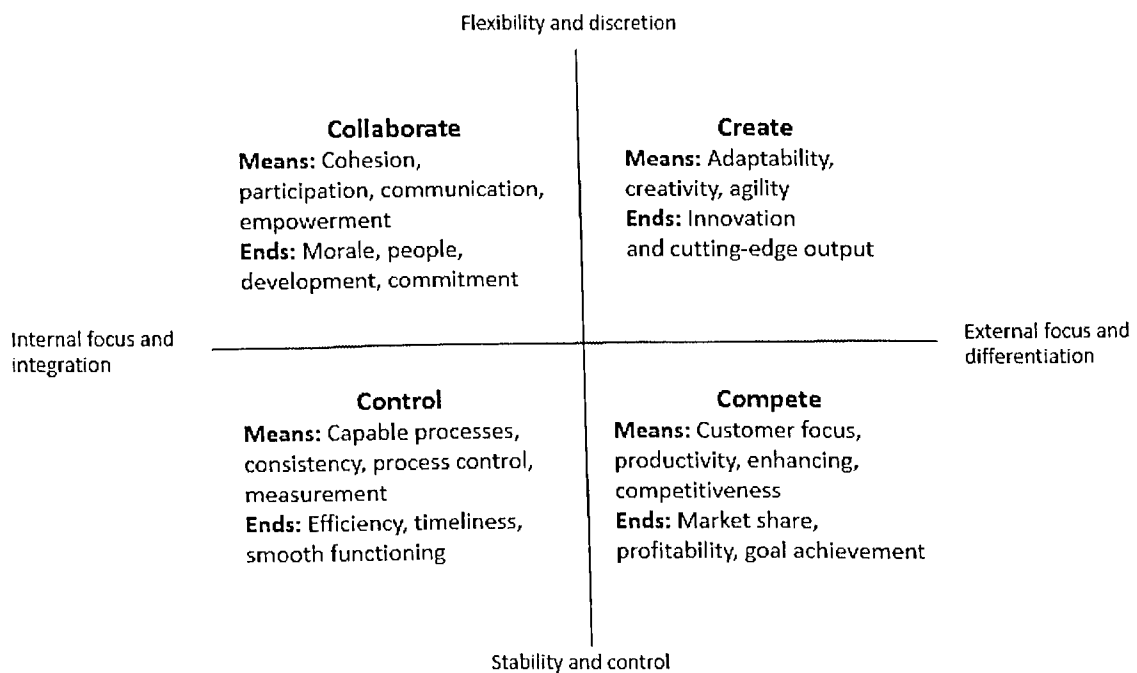 Flexibility and discretion
Collaborate
Means: Cohesion,
participation, communication,
empowerment
Ends: Morale, people,
development, commitment
Create
Means: Adaptability,
creativity, agility
Ends: Innovation
and cutting-edge output
Internal focus and
integration
External focus and
differentiation
Control
Means: Capable processes,
consistency, process control,
measurement
Ends: Efficiency, timeliness,
smooth functioning
Compete
Means: Customer focus,
productivity, enhancing,
competitiveness
Ends: Market share,
profitability, goal achievement
Stability and control